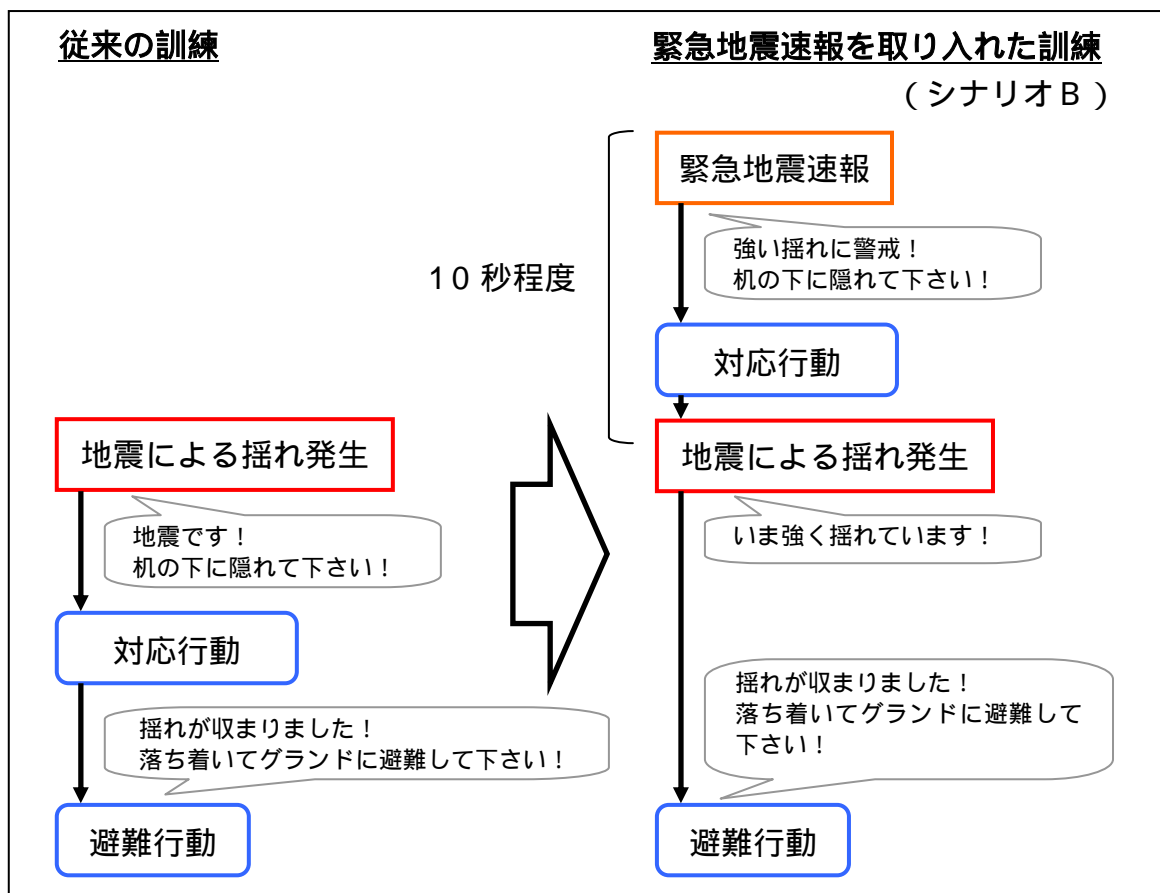 従来の訓練
地震による揺れ発生
地震です！
机の下に隠れて下さい！
対応行動
揺れが収まりました！
落ち着いてグランドに避難して下さい！
避難行動
緊急地震速報を取り入れた訓練
（シナリオＢ）
１０秒程度
緊急地震速報
強い揺れに警戒！
机の下に隠れて下さい！
対応行動
地震による揺れ発生
いま強く揺れています！
揺れが収まりました！
落ち着いてグランドに避難して
下さい！
避難行動